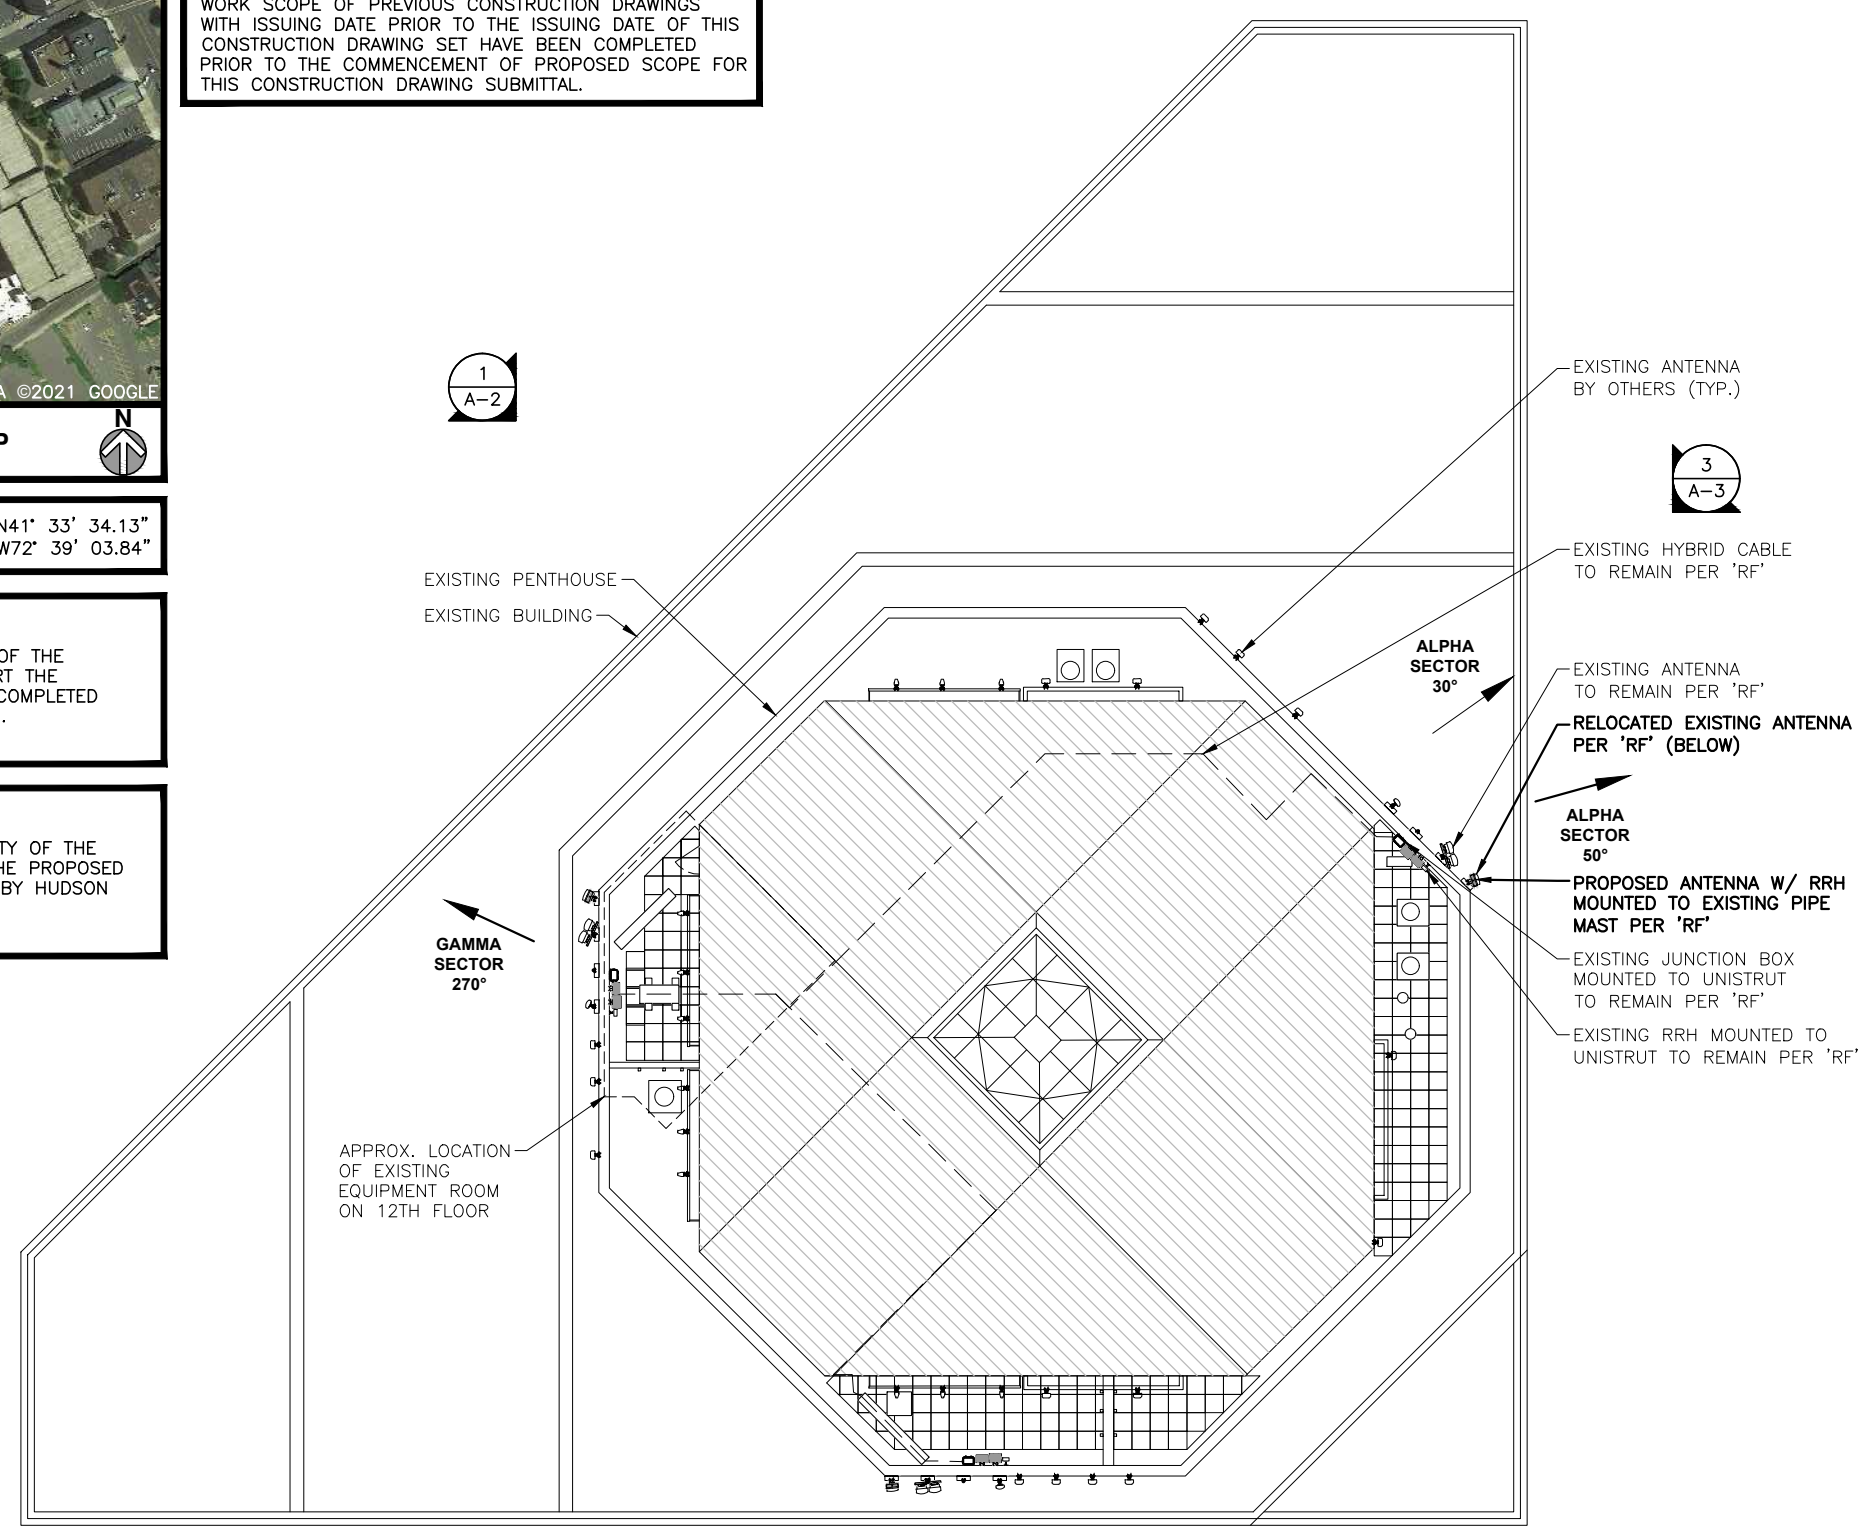 WORK SCOPE OF PREVIOUS CONSTRUCTION DRAWINGS
WITH ISSUING DATE PRIOR TO THE ISSUING DATE OF THIS
CONSTRUCTION DRAWING SET HAVE BEEN COMPLETED
PRIOR TO THE COMMENCEMENT OF PROPOSED SCOPE FOR
THIS CONSTRUCTION DRAWING SUBMITTAL.
A ©2021 GOOGLE
P
N
N41° 33' 34.13"
W72° 39' 03.84"
OF THE
RT THE
COMPLETED
.
TY OF THE
HE PROPOSED
BY HUDSON
1
A-2
3
A-3
EXISTING PENTHOUSE
EXISTING BUILDING
EXISTING ANTENNA
BY OTHERS (TYP.)
EXISTING HYBRID CABLE
TO REMAIN PER 'RF'
ALPHA
SECTOR
30°
EXISTING ANTENNA
TO REMAIN PER 'RF'
RELOCATED EXISTING ANTENNA
PER 'RF' (BELOW)
ALPHA
SECTOR
50°
PROPOSED ANTENNA W/ RRH
MOUNTED TO EXISTING PIPE
MAST PER 'RF'
EXISTING JUNCTION BOX
MOUNTED TO UNISTRUT
TO REMAIN PER 'RF'
EXISTING RRH MOUNTED TO
UNISTRUT TO REMAIN PER 'RF'
GAMMA
SECTOR
270°
APPROX. LOCATION
OF EXISTING
EQUIPMENT ROOM
ON 12TH FLOOR